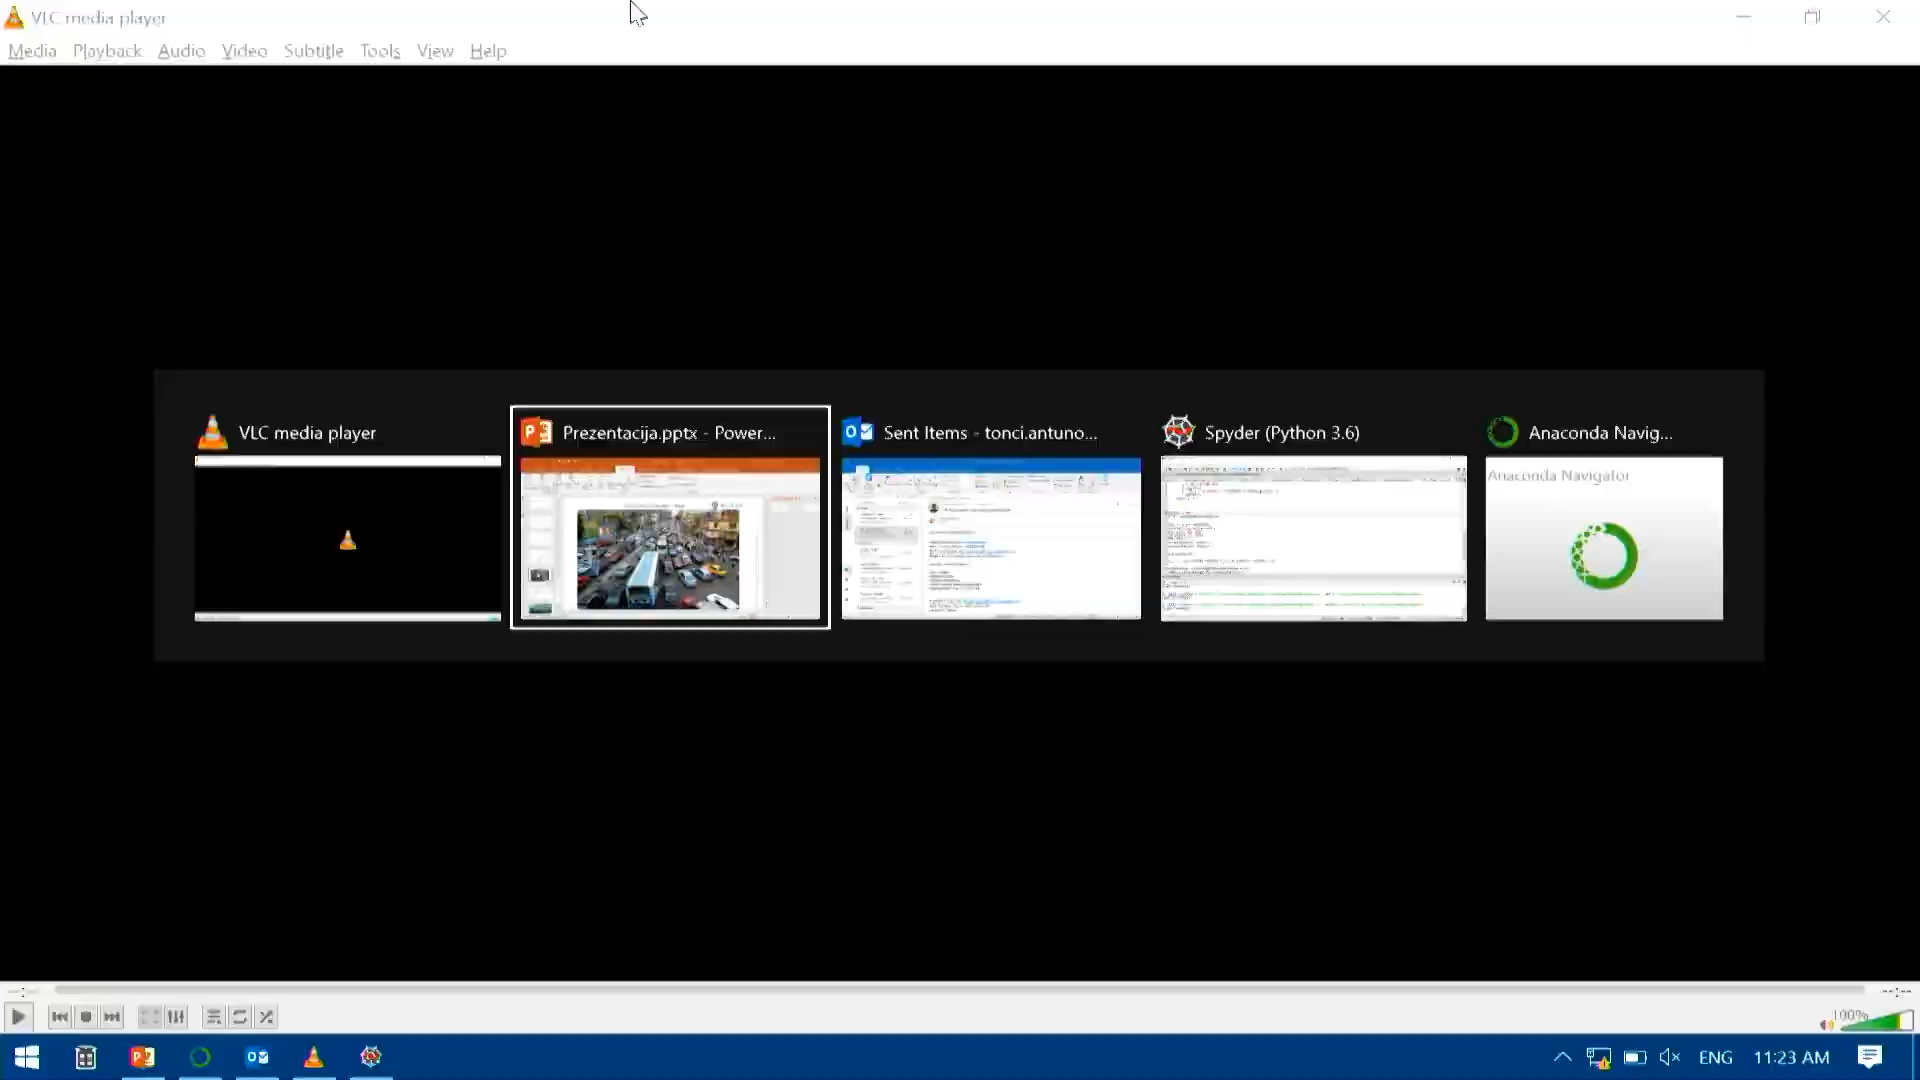 VLC media player
Media Playback Audio Video Subtitle Tools View Help
VLC media player
Prezentacija.pptx - Power...
Sent Items - tonci.antuno...
Spyder (Python 3.6)
Anaconda Navig...
Anaconda Navigator
100%
ENG 11:23 AM